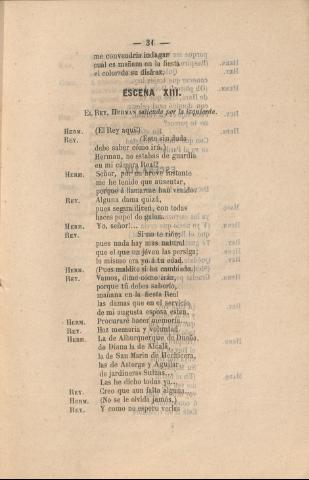 — 31 —
me convendria indagar
cuál es mañana en la fiesta
el color de su disfraz.
ESCENA XIII.
EL REY, HERMAN saliendo por la izquierda.
HERM. (El Rey aquí!)
REY. (Esto sin duda
debe saber cómo irá.)
Herman, no estabas de guardia
en mi cámara Real?
HERM. Señor, por un breve instante
me he tenido que ausentar,
porque á llamarme han venido.
REY. Alguna dama quizá,
pues segun dicen, con todas
haces papel de galan.
HERM. Yo, señor!...
REY. Si no te riño;
pues nada hay mas natural
que el que un jóven las persiga;
lo mismo era yo á tu edad.
HERM. (Pues maldito si ha cambiado.)
REY. Vamos, dime cómo irán,
porque tú debes saberlo,
mañana en la fiesta Real
las damas que en el servicio
de mi augusta esposa están.
HERM. Procuraré hacer memoria.
REY. Haz memoria y voluntad.
HERM. La de Alburquerque de Dueña,
de Diana la de Alcalá,
la de San Marin de Hechicera,
las de Astorga y Aguilar
de jardineras Suizas...
Las he dicho todas ya...
REY. Creo que aun falta alguna.
HERM. (No se le olvida jamás.)
REY. Y como no espero verlas